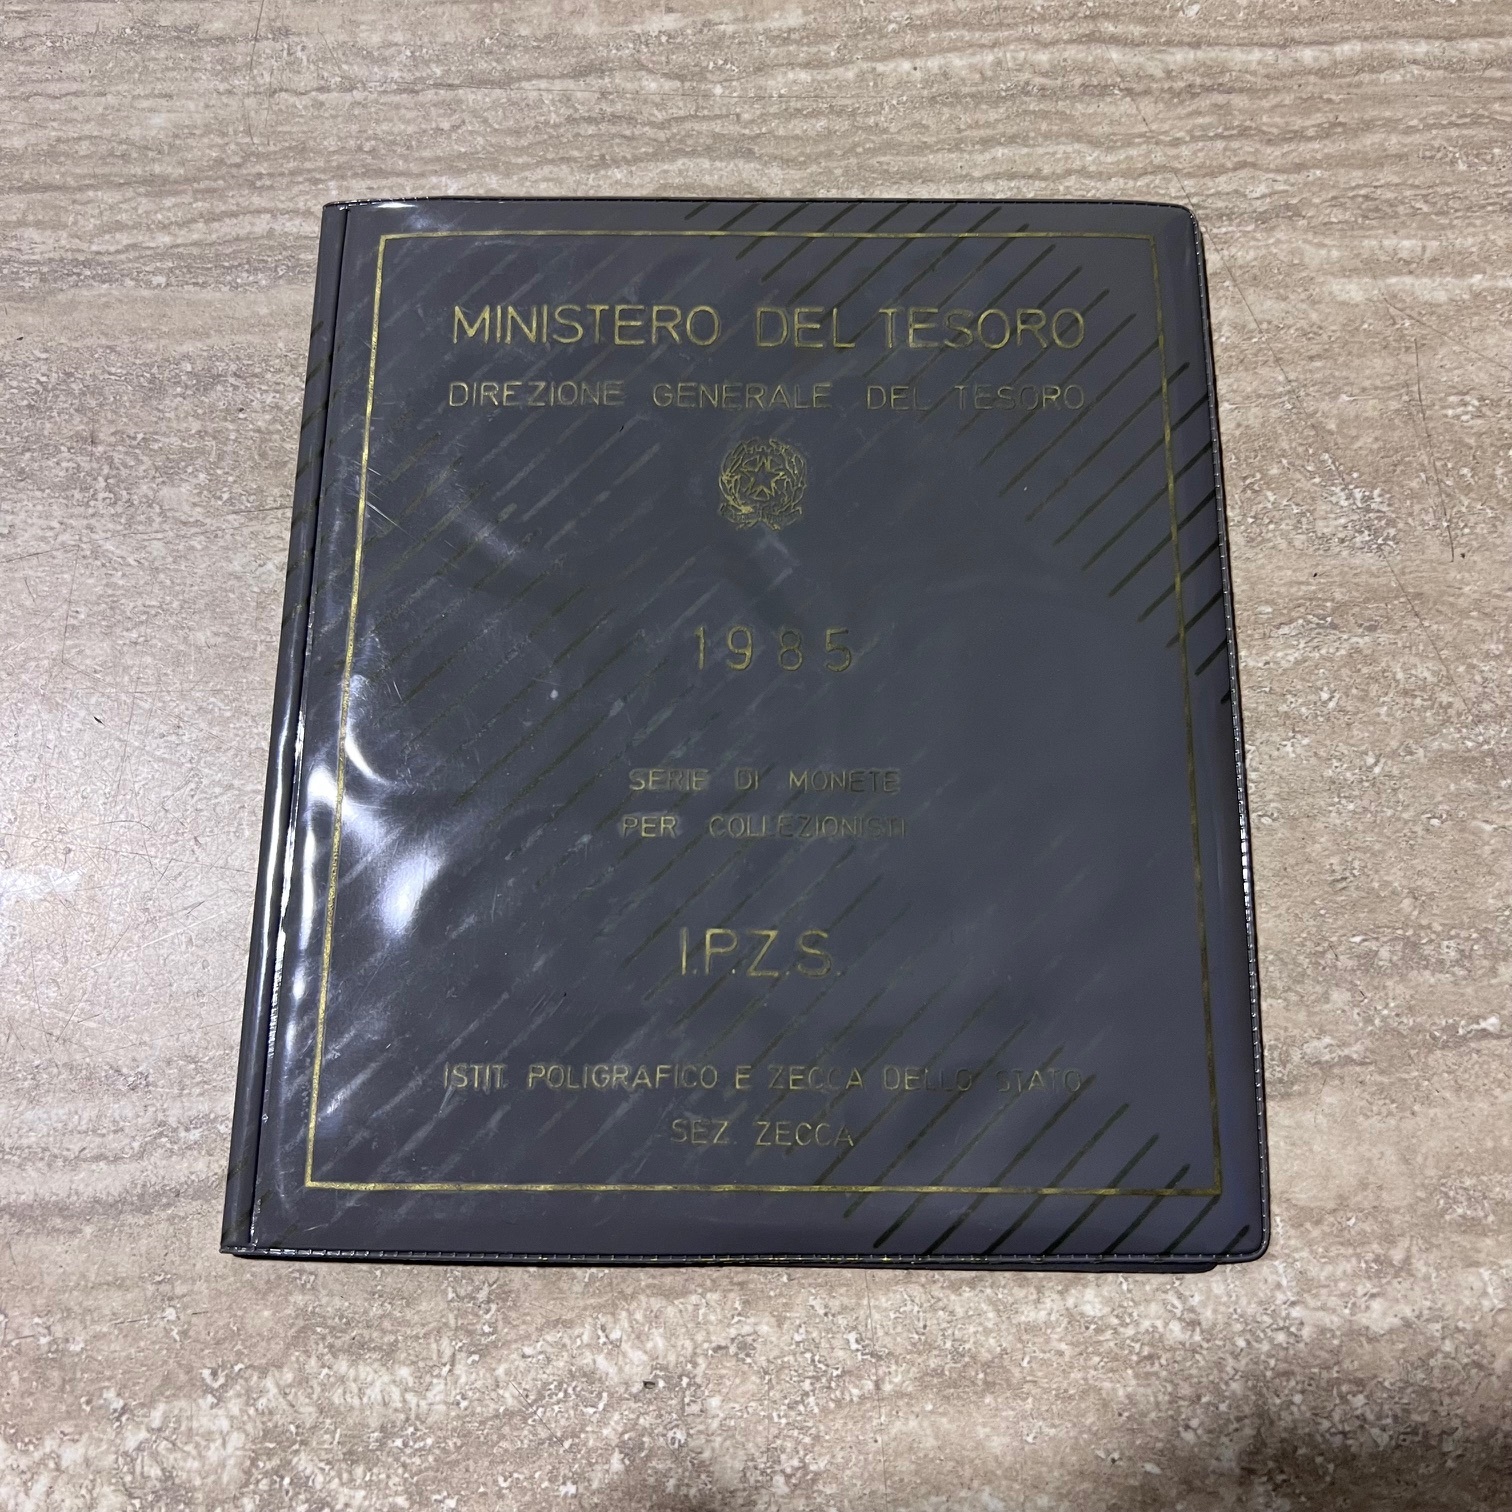 MINISTERO DEL TESORO
DIREZIONE GENERALE DEL TESORO
1985
SERIE DI MONETE
PER COLLEZIONISTI
I.P.Z.S.
ISTIT. POLIGRAFICO E ZECCA DELLO STATO
SEZ. ZECCA